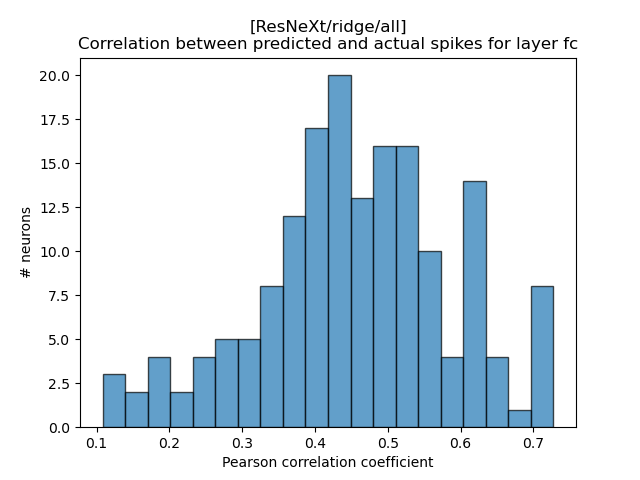 [ResNeXt/ridge/all]
Correlation between predicted and actual spikes for layer fc
20.0
17.5
15.0
12.5
10.0
7.5
5.0
2.5
0.0
# neurons
0.1 0.2 0.3 0.4 0.5 0.6 0.7
Pearson correlation coefficient